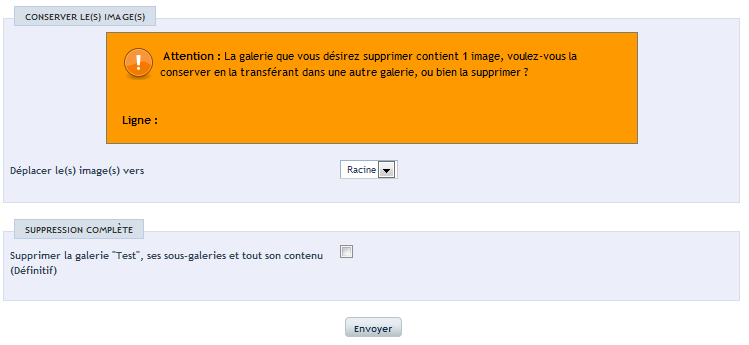 CONSERVER LE(S) IMAGE(S)
Attention : La galerie que vous désirez supprimer contient 1 image, voulez-vous la
conserver en la transférant dans une autre galerie, ou bien la supprimer ?
Ligne :
Déplacer le(s) image(s) vers
Racine
SUPPRESSION COMPLÈTE
Supprimer la galerie "Test", ses sous-galeries et tout son contenu
(Définitif)
Envoyer